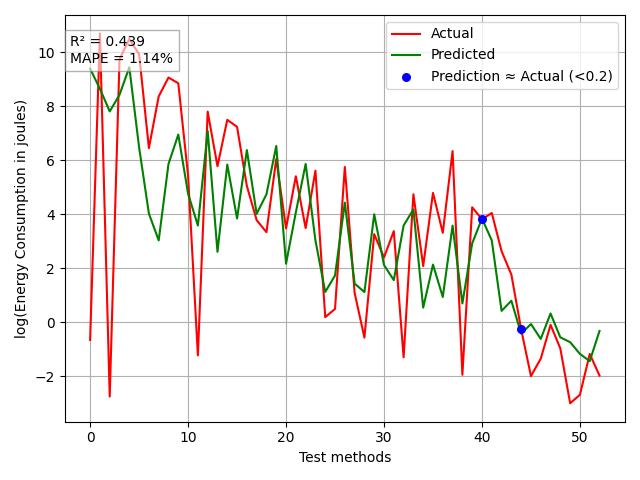 R² = 0.439
MAPE = 1.14%
Actual
Predicted
Prediction ≈ Actual (<0.2)
log(Energy Consumption in joules)
10
8
6
4
2
0
−2
0
10
20
30
40
50
Test methods